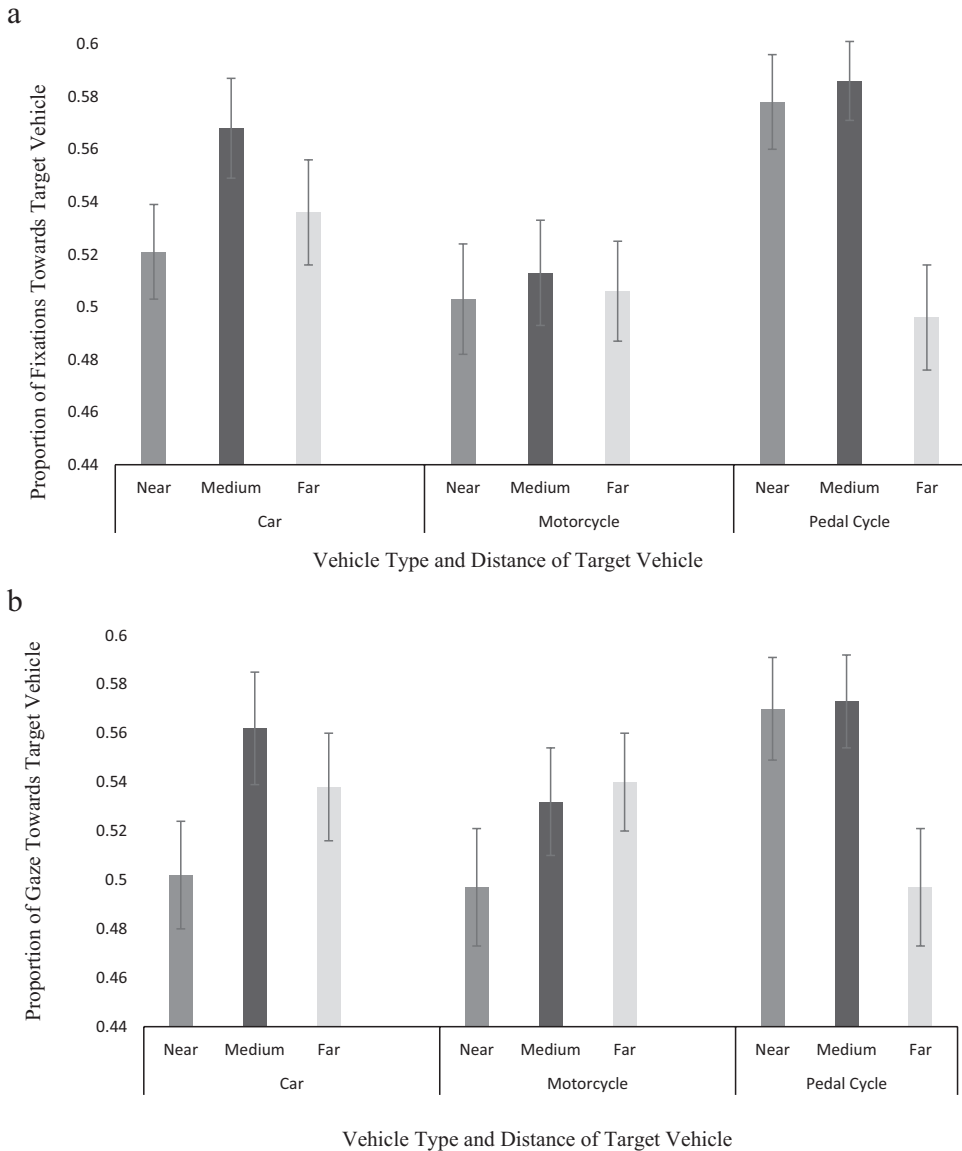 a
Proportion of Fixations Towards Target Vehicle
0.6
0.58
0.56
0.54
0.52
0.5
0.48
0.46
0.44
Near Medium Far Near Medium Far Near Medium Far
Car Motorcycle Pedal Cycle
Vehicle Type and Distance of Target Vehicle
b
Proportion of Gaze Towards Target Vehicle
0.6
0.58
0.56
0.54
0.52
0.5
0.48
0.46
0.44
Near Medium Far Near Medium Far Near Medium Far
Car Motorcycle Pedal Cycle
Vehicle Type and Distance of Target Vehicle